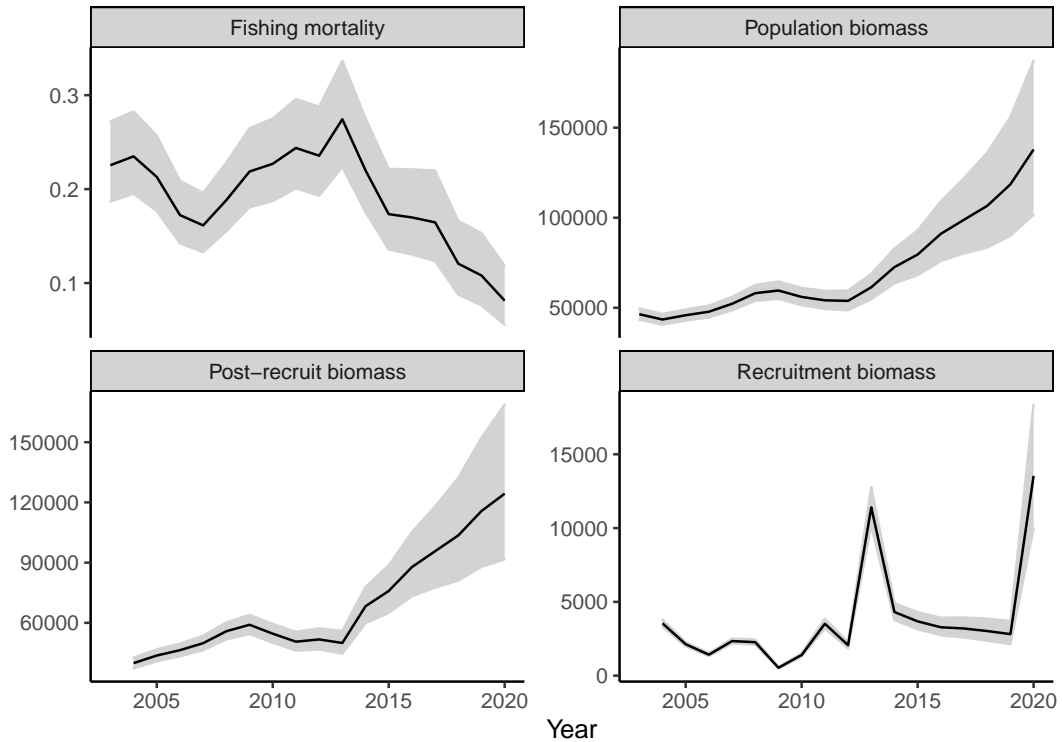 Fishing mortality
Population biomass
0.3
0.2
0.1
150000
100000
50000
Post−recruit biomass
Recruitment biomass
150000
120000
90000
60000
15000
10000
5000
0
2005 2010 2015 2020
2005 2010 2015 2020
Year